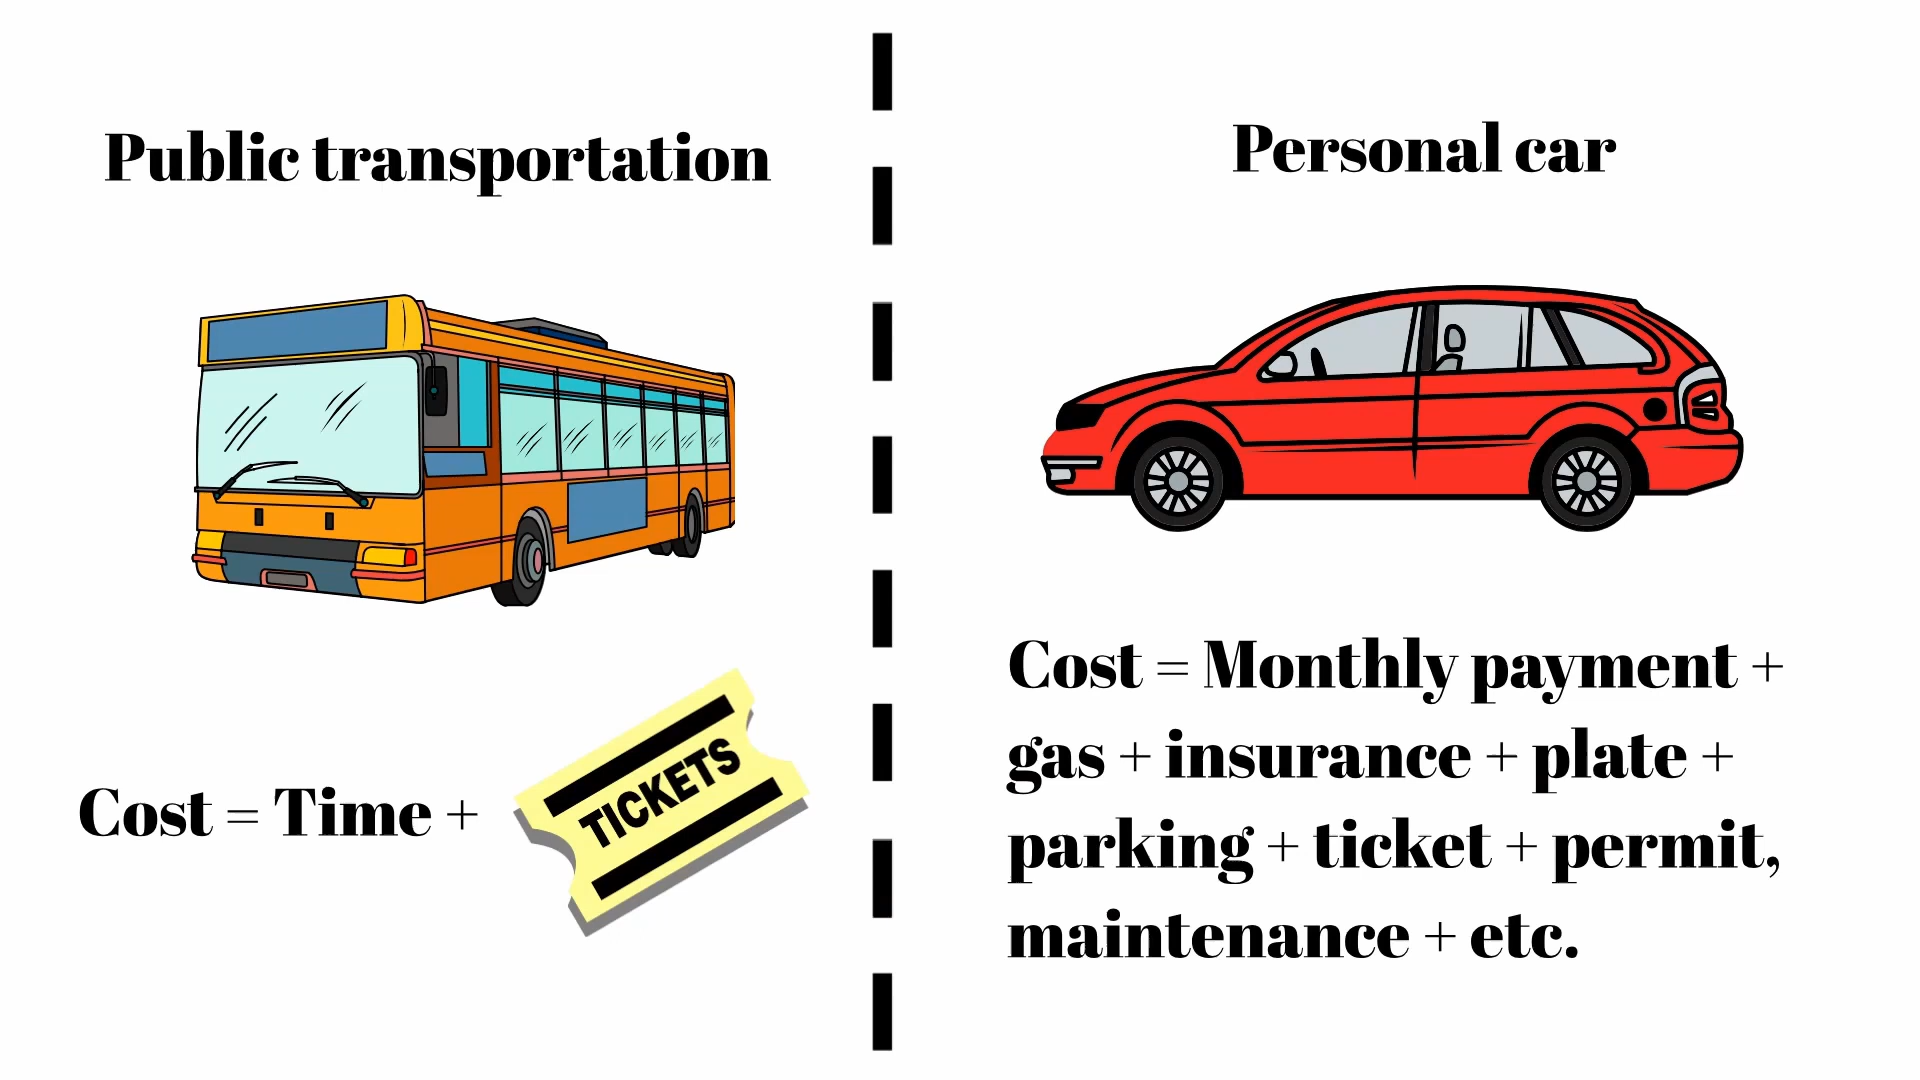 Public transportation
Cost = Time +
TICKETS
Personal car
Cost = Monthly payment +
gas + insurance + plate +
parking + ticket + permit,
maintenance + etc.